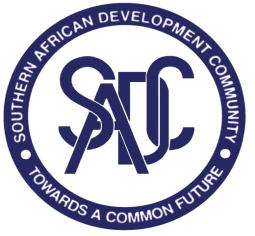 SOUTHERN AFRICAN DEVELOPMENT COMMUNITY
SADC
TOWARDS A COMMON FUTURE